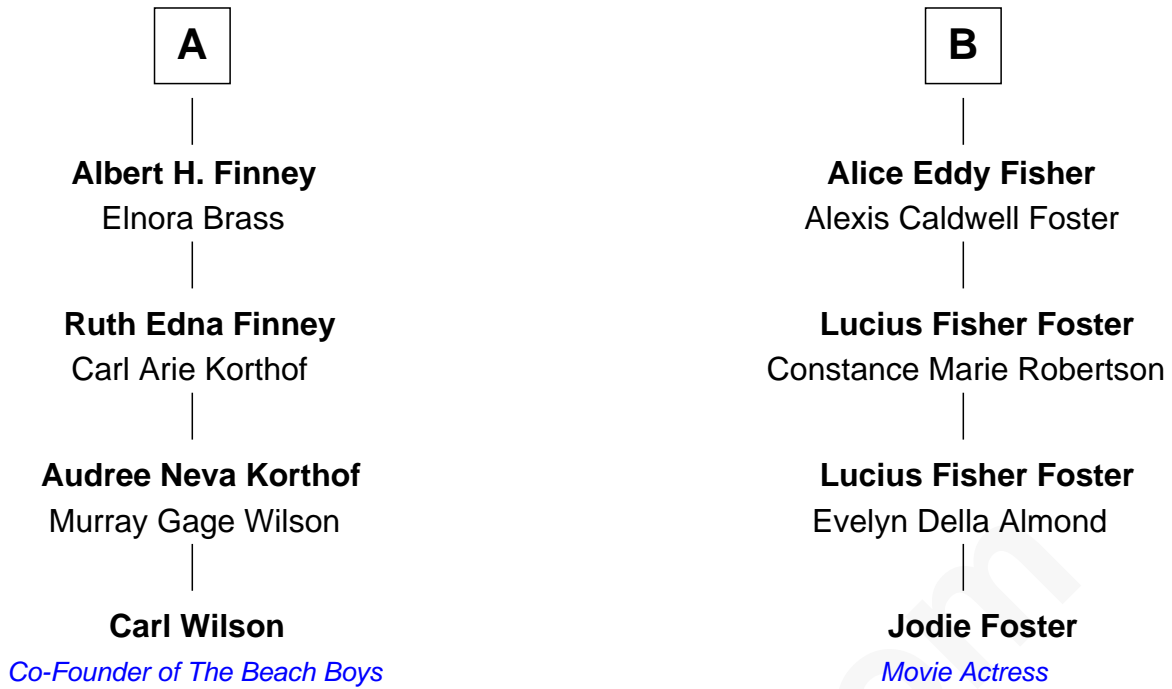 A
Albert H. Finney
Elnora Brass
Ruth Edna Finney
Carl Arie Korthof
Audree Neva Korthof
Murray Gage Wilson
Carl Wilson
Co-Founder of The Beach Boys
B
Alice Eddy Fisher
Alexis Caldwell Foster
Lucius Fisher Foster
Constance Marie Robertson
Lucius Fisher Foster
Evelyn Della Almond
Jodie Foster
Movie Actress
om